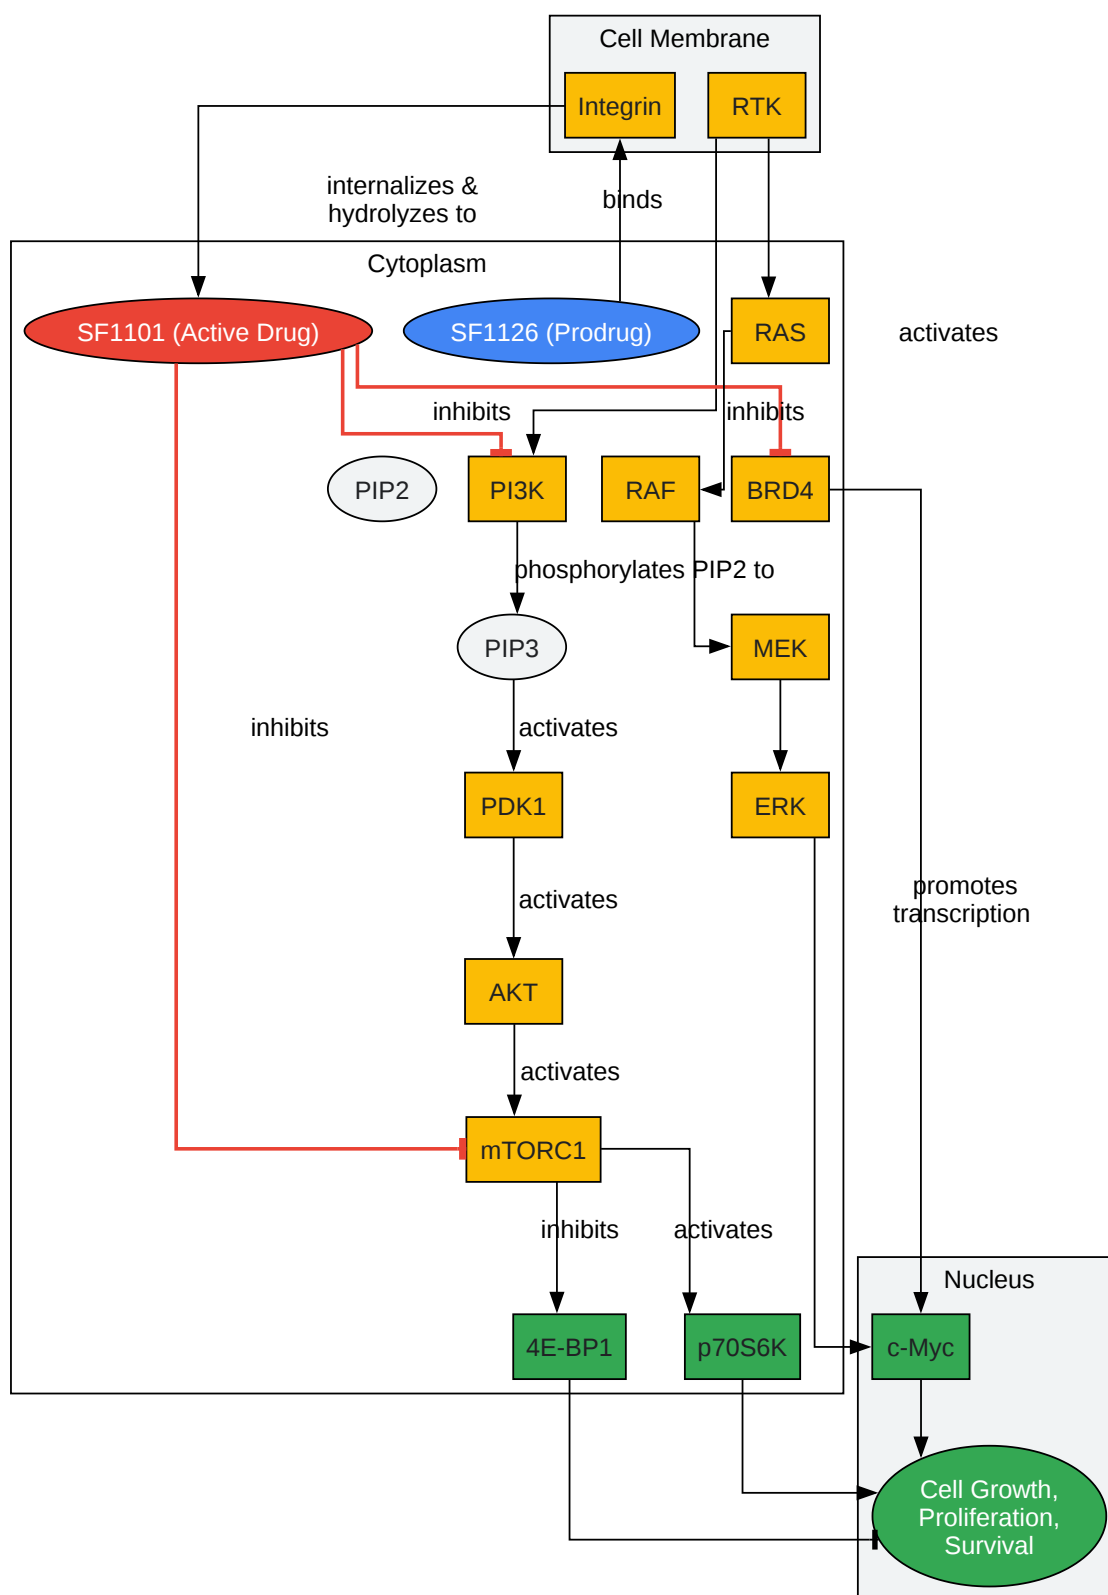 Cell Membrane
Integrin
RTK
internalizes &
hydrolyzes to
binds
Cytoplasm
SF1101 (Active Drug)
SF1126 (Prodrug)
RAS
activates
inhibits
inhibits
PIP2
PI3K
RAF
BRD4
phosphorylates PIP2 to
PIP3
MEK
inhibits
activates
PDK1
ERK
promotes
transcription
activates
AKT
activates
mTORC1
inhibits
activates
Nucleus
4E-BP1
p70S6K
c-Myc
Cell Growth,
Proliferation,
Survival